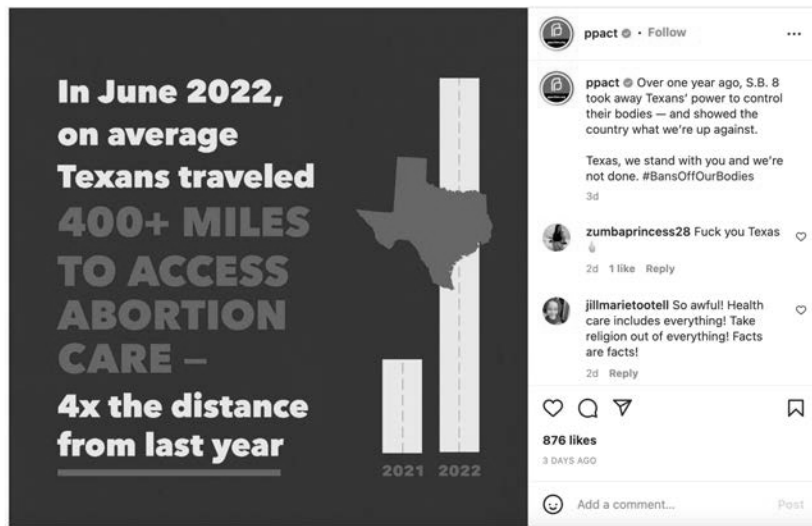 In June 2022,
on average
Texans traveled
400+ MILES
TO ACCESS
ABORTION
CARE —
4x the distance
from last year
2021 2022
ppact • Follow
ppact Over one year ago, S.B. 8
took away Texans' power to control
their bodies — and showed the
country what we're up against.
Texas, we stand with you and we're
not done. #BansOffOurBodies
3d
zumbaprincess28 Fuck you Texas
2d 1 like Reply
jillmarietootell So awful! Health
care includes everything! Take
religion out of everything! Facts
are facts!
2d Reply
876 likes
3 DAYS AGO
Add a comment...
Post